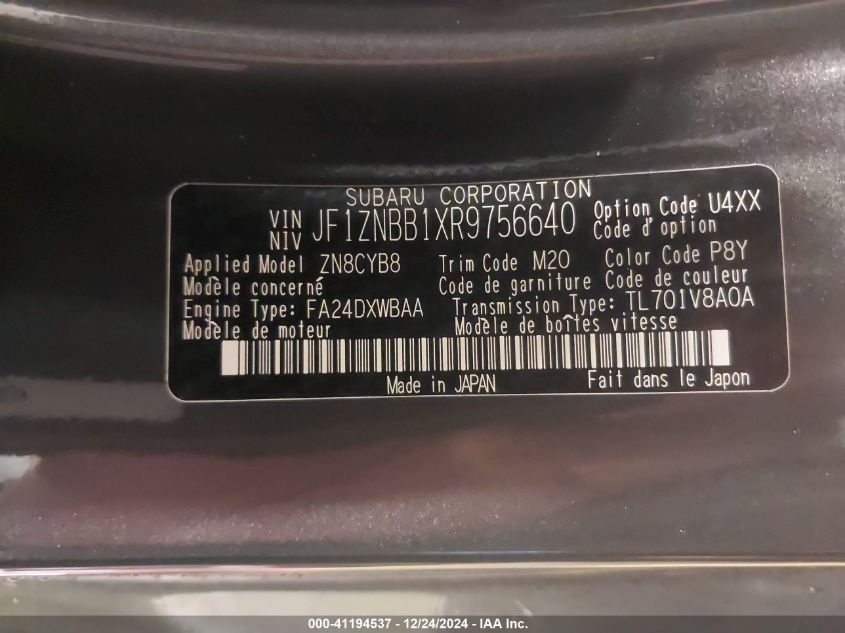 SUBARU CORPORATION
VIN JF1ZNBB1XR9756640 Option Code U4XX
NIV Code d'option
Applied Model ZN8CYB8 Trim Code M20 Color Code P8Y
Modèle concerné Code de garniture Code de couleur
Engine Type: FA24DXWBAA Transmission Type: TL701V8A0A
Modèle de moteur Modèle de boîtes vitesse
Made in JAPAN Fait dans le Japon
000-41194537 - 12/24/2024 - IAA Inc.